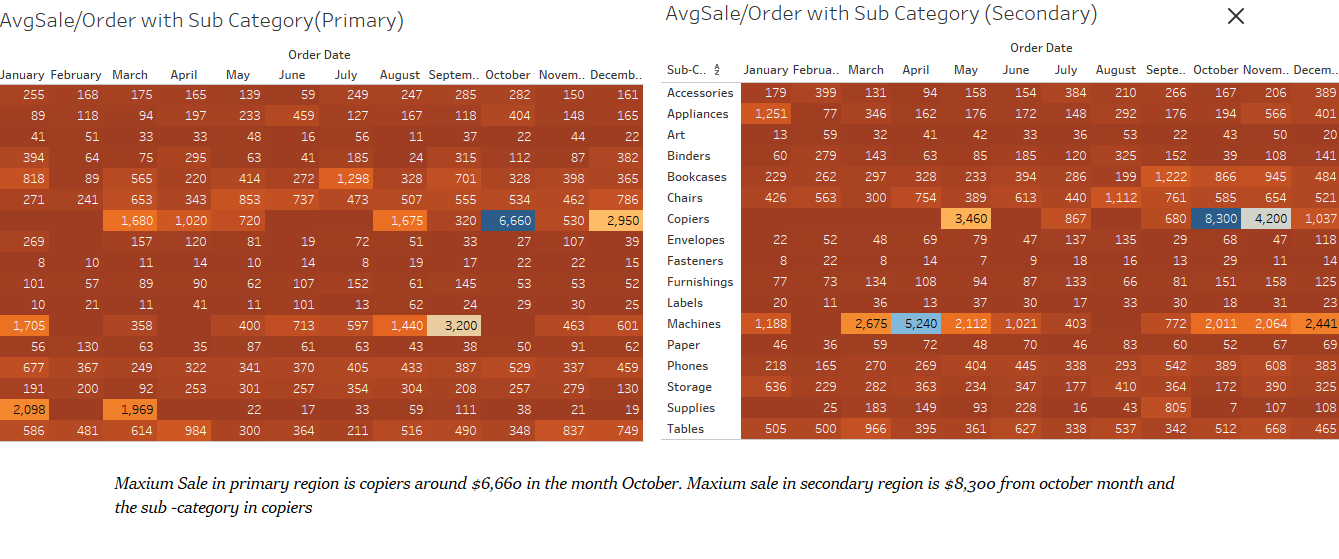 AvgSale/Order with Sub Category(Primary)
Order Date
January February March April May June July August Septem.. October Novem.. Decemb..
255 168 175 165 139 59 249 247 285 282 150 161
89 118 94 197 233 459 127 167 118 404 148 165
41 51 33 33 48 16 56 11 37 22 44 22
394 64 75 295 63 41 185 24 315 112 87 382
818 89 565 220 414 272 1,298 328 701 328 398 365
271 241 653 343 853 737 473 507 555 534 462 786
1,680 1,020 720 1,675 320 6,660 530 2,950
269 157 120 81 19 72 51 33 27 107 39
8 10 11 14 10 14 8 19 17 22 22 15
101 57 89 90 62 107 152 61 145 53 53 52
10 21 11 41 11 101 13 62 24 29 30 25
1,705 358 400 713 597 1,440 3,200 463 601
56 130 63 35 87 61 63 43 38 50 91 62
677 367 249 322 341 370 405 433 387 529 337 459
191 200 92 253 301 257 354 304 208 257 279 130
2,098 1,969 22 17 33 59 111 38 21 19
586 481 614 984 300 364 211 516 490 348 837 749
AvgSale/Order with Sub Category (Secondary)
Order Date
Sub-C.. January Februa.. March April May June July August Septe.. October Novem.. Decem..
Accessories 179 399 131 94 158 154 384 210 266 167 206 389
Appliances 1,251 77 346 162 176 172 148 292 176 194 566 401
Art 13 59 32 41 42 33 36 53 22 43 50 20
Binders 60 279 143 63 85 185 120 325 152 39 108 141
Bookcases 229 262 297 328 233 394 286 199 1,222 866 945 484
Chairs 426 563 300 754 389 613 440 1,112 761 585 654 521
Copiers 3,460 867 680 8,300 4,200 1,037
Envelopes 22 52 48 69 79 47 137 135 29 68 47 118
Fasteners 8 22 8 14 7 9 18 16 13 29 11 14
Furnishings 77 73 134 108 94 87 133 66 81 151 158 125
Labels 20 11 36 13 37 30 17 33 30 18 31 23
Machines 1,188 2,675 5,240 2,112 1,021 403 772 2,011 2,064 2,441
Paper 46 36 59 72 48 70 46 83 60 52 67 69
Phones 218 165 270 269 404 445 338 293 542 389 608 383
Storage 636 229 282 363 234 347 177 410 364 172 390 325
Supplies 25 183 149 93 228 16 43 805 7 107 108
Tables 505 500 966 395 361 627 338 537 342 512 668 465
Maxium Sale in primary region is copiers around $6,660 in the month October. Maxium sale in secondary region is $8,300 from october month and
the sub -category in copiers